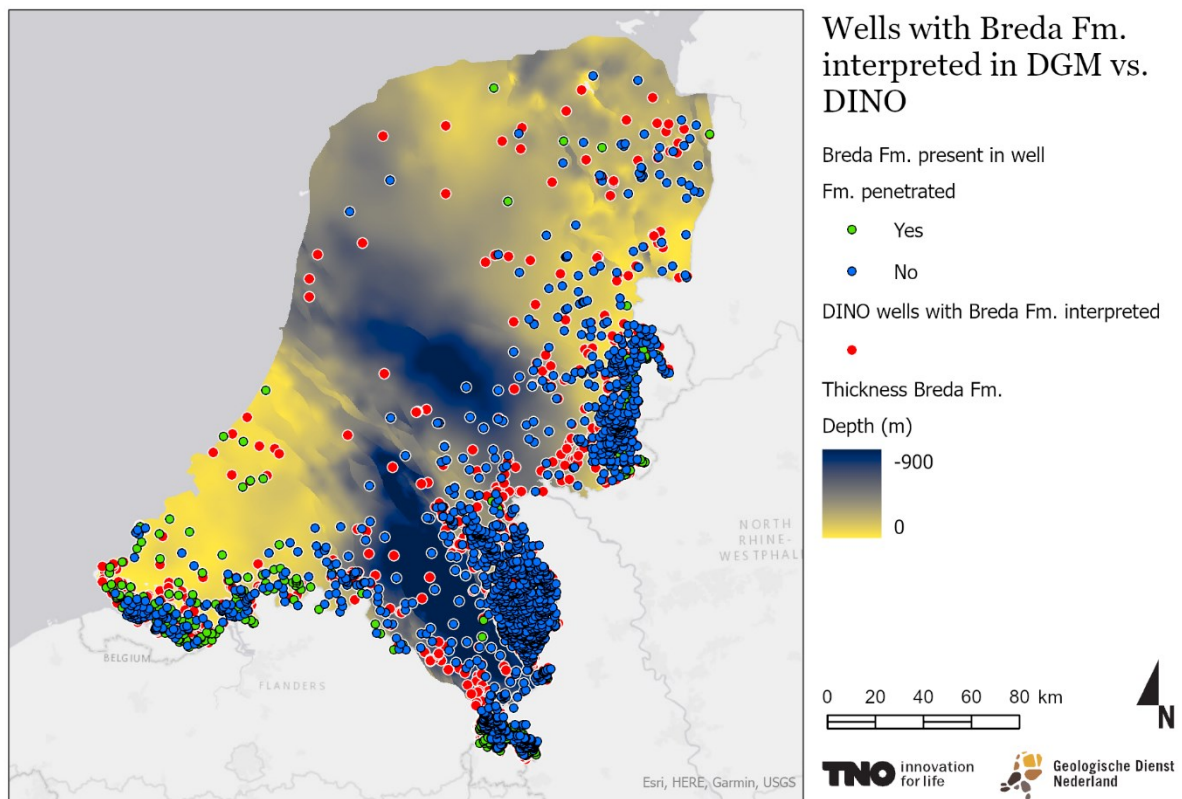 Wells with Breda Fm.
interpreted in DGM vs.
DINO
Breda Fm. present in well
Fm. penetrated
Yes
No
DINO wells with Breda Fm. interpreted
Thickness Breda Fm.
Depth (m)
-900
0
NORTH
RHINE-
WESTPHAL
BELGIUM
FLANDERS
0 20 40 60 80 km
N
Esri, HERE, Garmin, USGS
TNO innovation
for life
Geologische Dienst
Nederland